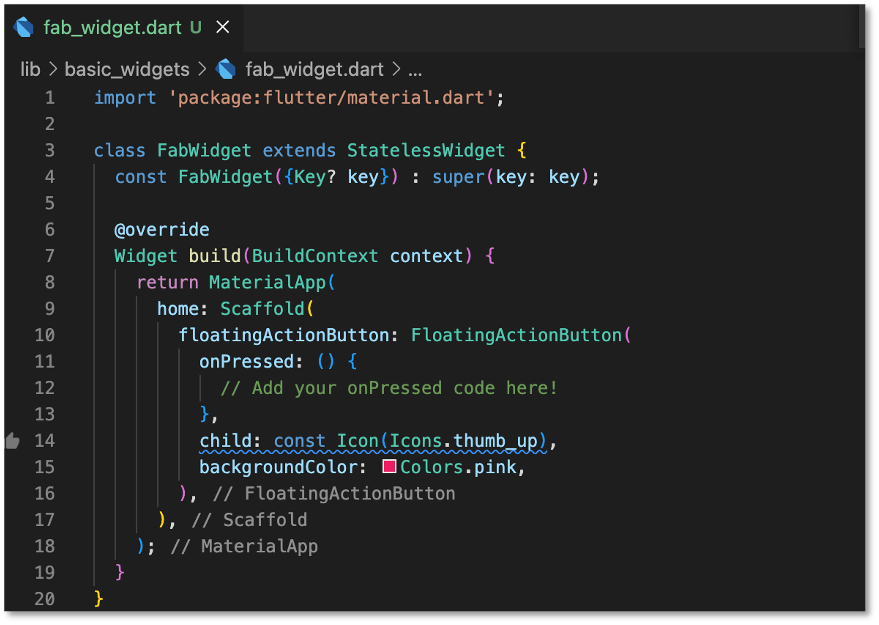 fab_widget.dart U
lib > basic_widgets > fab_widget.dart > ...
1 import 'package:flutter/material.dart';
2
3 class FabWidget extends StatelessWidget {
4 const FabWidget({Key? key}) : super(key: key);
5
6 @override
7 Widget build(BuildContext context) {
8 return MaterialApp(
9 home: Scaffold(
10 floatingActionButton: FloatingActionButton(
11 onPressed: () {
12 // Add your onPressed code here!
13 },
14 child: const Icon(Icons.thumb_up),
15 backgroundColor: Colors.pink,
16 ), // FloatingActionButton
17 ), // Scaffold
18 ); // MaterialApp
19 }
20 }